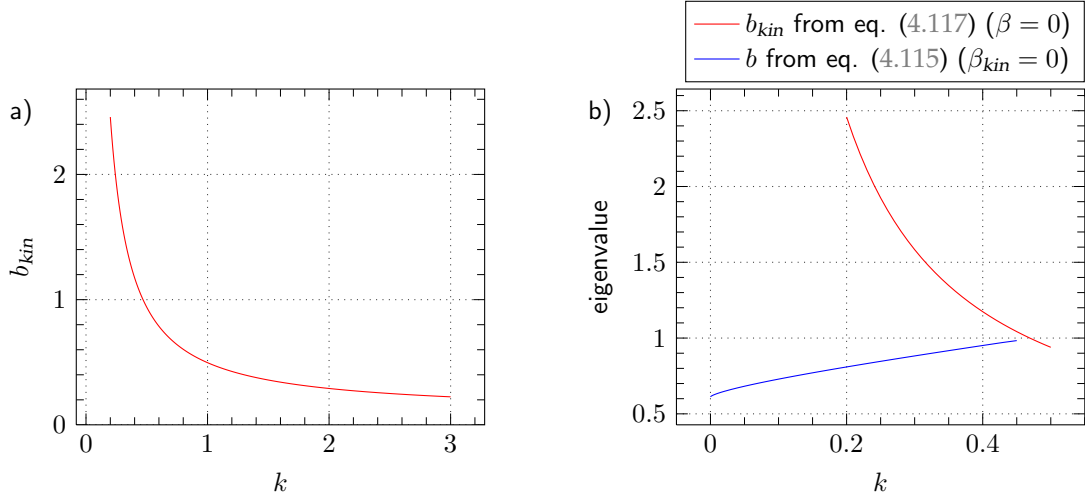 b_kin from eq. (4.117) (β = 0)
b from eq. (4.115) (β_kin = 0)
a)
b_kin
2
1
0
0
1
2
3
k
b)
eigenvalue
2.5
2
1.5
1
0.5
0
0.2
0.4
k